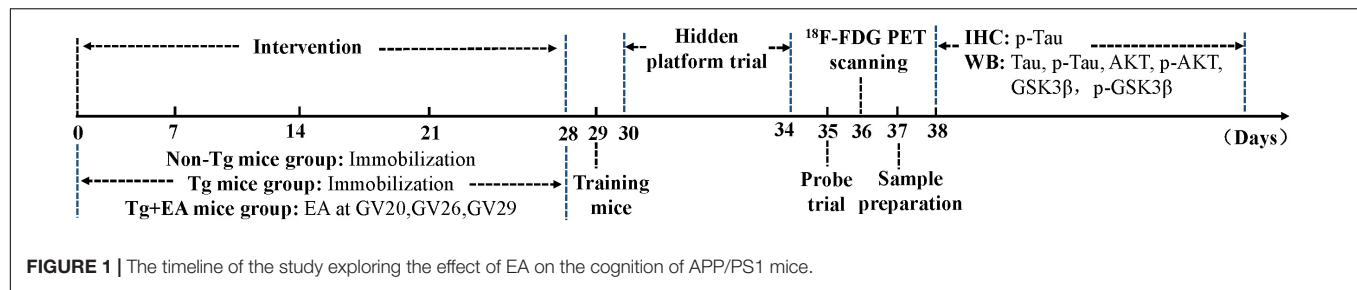 Intervention
Hidden
platform trial
¹⁸F-FDG PET
scanning
IHC: p-Tau
WB: Tau, p-Tau, AKT, p-AKT,
GSK3β, p-GSK3β
0 7 14 21 28 29 30 34 35 36 37 38 (Days)
Non-Tg mice group: Immobilization
Tg mice group: Immobilization
Tg+EA mice group: EA at GV20,GV26,GV29
Training
mice
Probe
trial
Sample
preparation
FIGURE 1 | The timeline of the study exploring the effect of EA on the cognition of APP/PS1 mice.